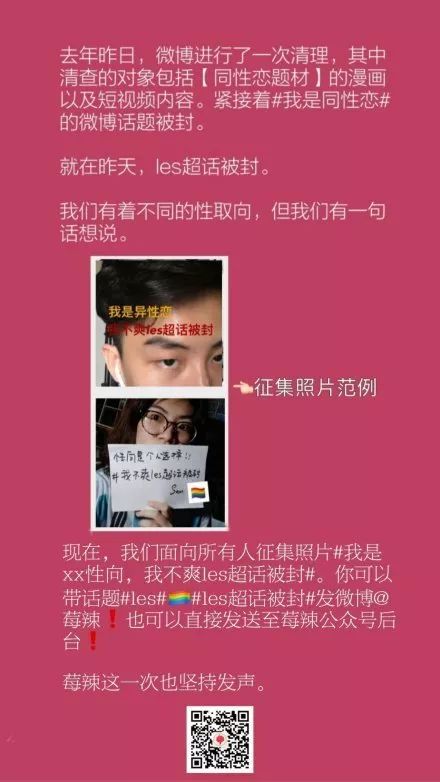 去年昨日，微博进行了一次清理，其中
清查的对象包括【同性恋题材】的漫画
以及短视频内容。紧接着#我是同性恋#
的微博话题被封。
就在昨天，les超话被封。
我们有着不同的性取向，但我们有一句
话想说。
我是异性恋
我不爽les超话被封
👈🏻征集照片范例
#我不爽les超话被封
现在，我们面向所有人征集照片#我是
xx性向，我不爽les超话被封#。你可以
带话题#les#🏳️‍🌈#les超话被封#发微博@
莓辣❗也可以直接发送至莓辣公众号后
台❗
莓辣这一次也坚持发声。